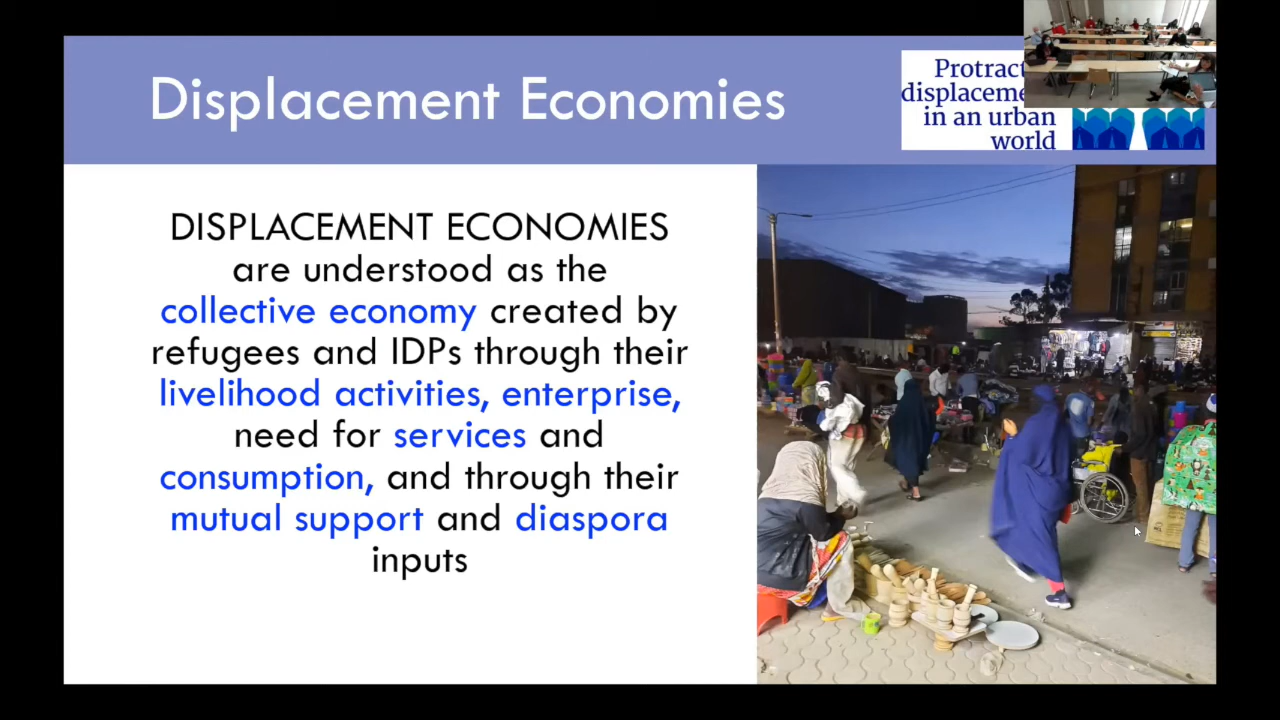 Displacement Economies
Protract
displaceme
in an urban
world
DISPLACEMENT ECONOMIES
are understood as the
collective economy created by
refugees and IDPs through their
livelihood activities, enterprise,
need for services and
consumption, and through their
mutual support and diaspora
inputs